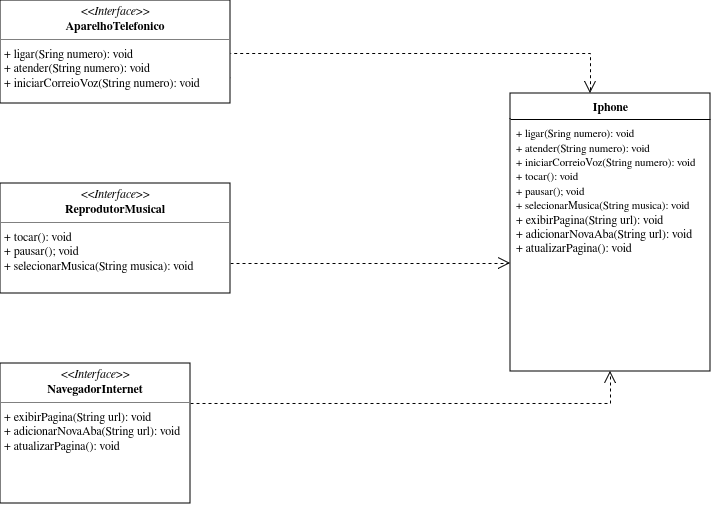 <<Interface>>
AparelhoTelefonico
+ ligar(Sring numero): void
+ atender(String numero): void
+ iniciarCorreioVoz(String numero): void
<<Interface>>
ReprodutorMusical
+ tocar(): void
+ pausar(); void
+ selecionarMusica(String musica): void
<<Interface>>
NavegadorInternet
+ exibirPagina(String url): void
+ adicionarNovaAba(String url): void
+ atualizarPagina(): void
Iphone
+ ligar(Sring numero): void
+ atender(String numero): void
+ iniciarCorreioVoz(String numero): void
+ tocar(): void
+ pausar(); void
+ selecionarMusica(String musica): void
+ exibirPagina(String url): void
+ adicionarNovaAba(String url): void
+ atualizarPagina(): void